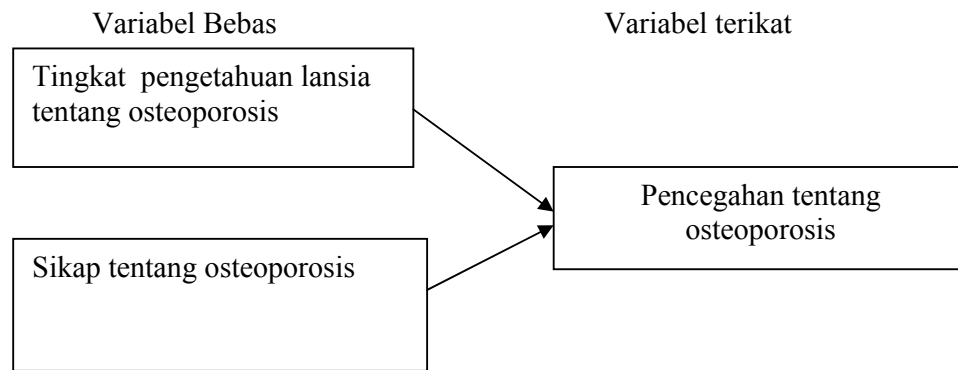 Variabel Bebas
Variabel terikat
Tingkat pengetahuan lansia
tentang osteoporosis
Pencegahan tentang
osteoporosis
Sikap tentang osteoporosis